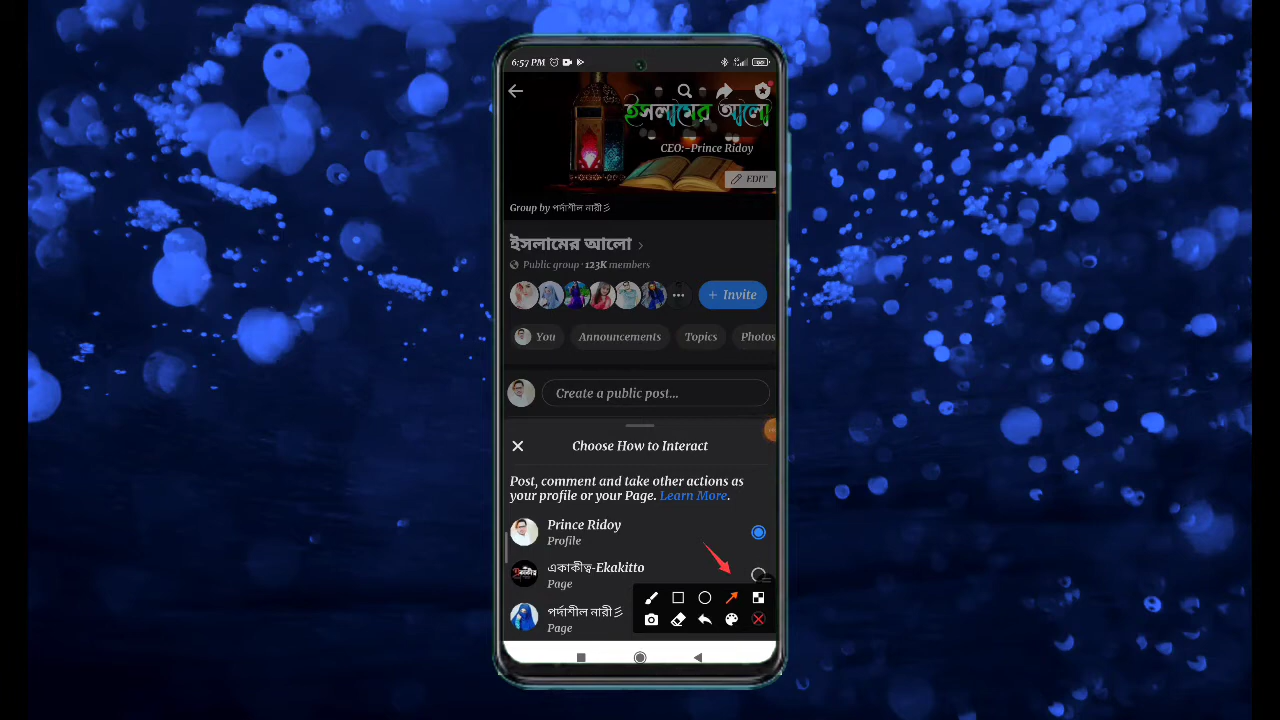 6:57 PM
ইসলামের আলো
CEO:-Prince Ridoy
EDIT
Group by পর্দাশীল নারী彡
ইসলামের আলো
Public group · 123K members
+ Invite
You Announcements Topics Photos
Create a public post...
Choose How to Interact
Post, comment and take other actions as
your profile or your Page. Learn More.
Prince Ridoy
Profile
একাকীত্ব-Ekakitto
Page
পর্দাশীল নারী彡
Page